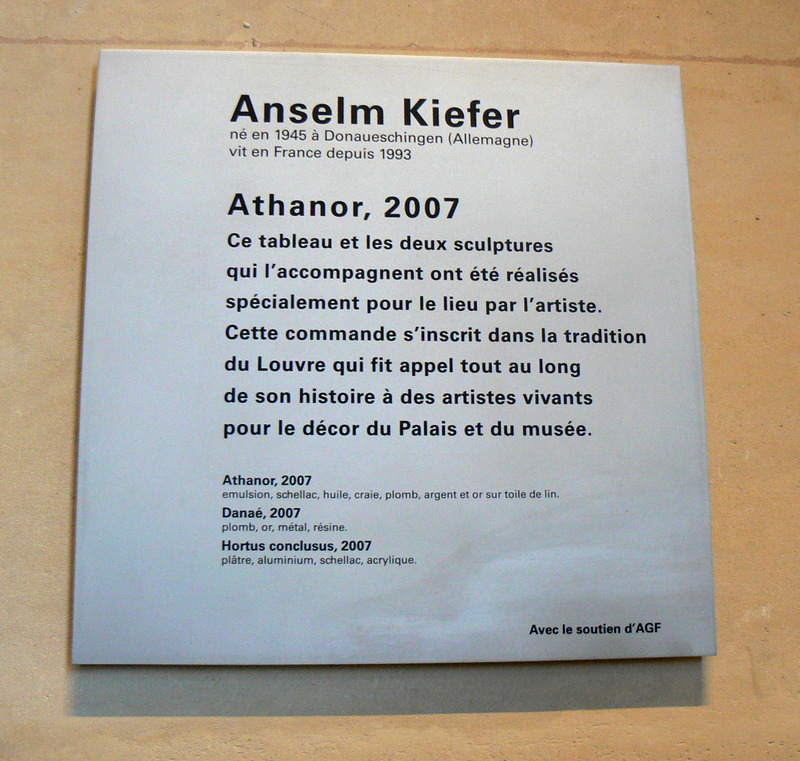 Anselm Kiefer
né en 1945 à Donaueschingen (Allemagne)
vit en France depuis 1993
Athanor, 2007
Ce tableau et les deux sculptures
qui l'accompagnent ont été réalisés
spécialement pour le lieu par l'artiste.
Cette commande s'inscrit dans la tradition
du Louvre qui fit appel tout au long
de son histoire à des artistes vivants
pour le décor du Palais et du musée.
Athanor, 2007
emulsion, schellac, huile, craie, plomb, argent et or sur toile de lin.
Danaé, 2007
plomb, or, métal, résine.
Hortus conclusus, 2007
plâtre, aluminium, schellac, acrylique.
Avec le soutien d'AGF